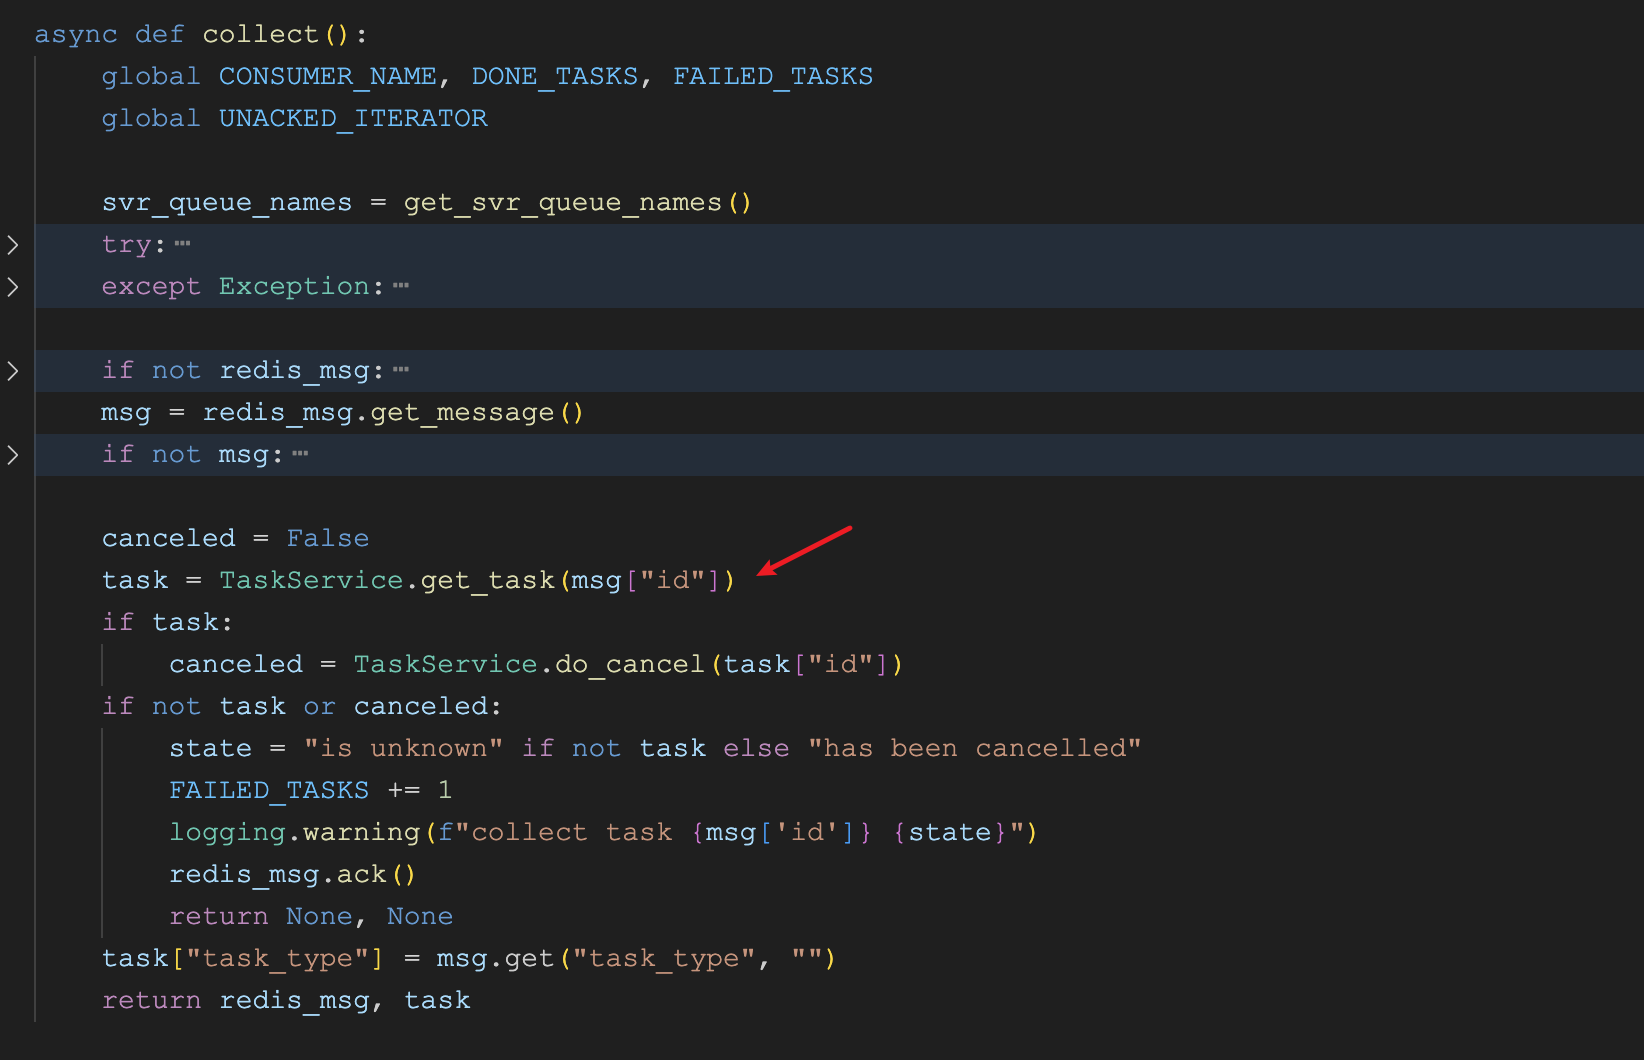 async def collect():
    global CONSUMER_NAME, DONE_TASKS, FAILED_TASKS
    global UNACKED_ITERATOR
    svr_queue_names = get_svr_queue_names()
    try:⋯
    except Exception:⋯
    if not redis_msg:⋯
    msg = redis_msg.get_message()
    if not msg:⋯
    canceled = False
    task = TaskService.get_task(msg["id"])
    if task:
        canceled = TaskService.do_cancel(task["id"])
    if not task or canceled:
        state = "is unknown" if not task else "has been cancelled"
        FAILED_TASKS += 1
        logging.warning(f"collect task {msg['id']} {state}")
        redis_msg.ack()
        return None, None
    task["task_type"] = msg.get("task_type", "")
    return redis_msg, task